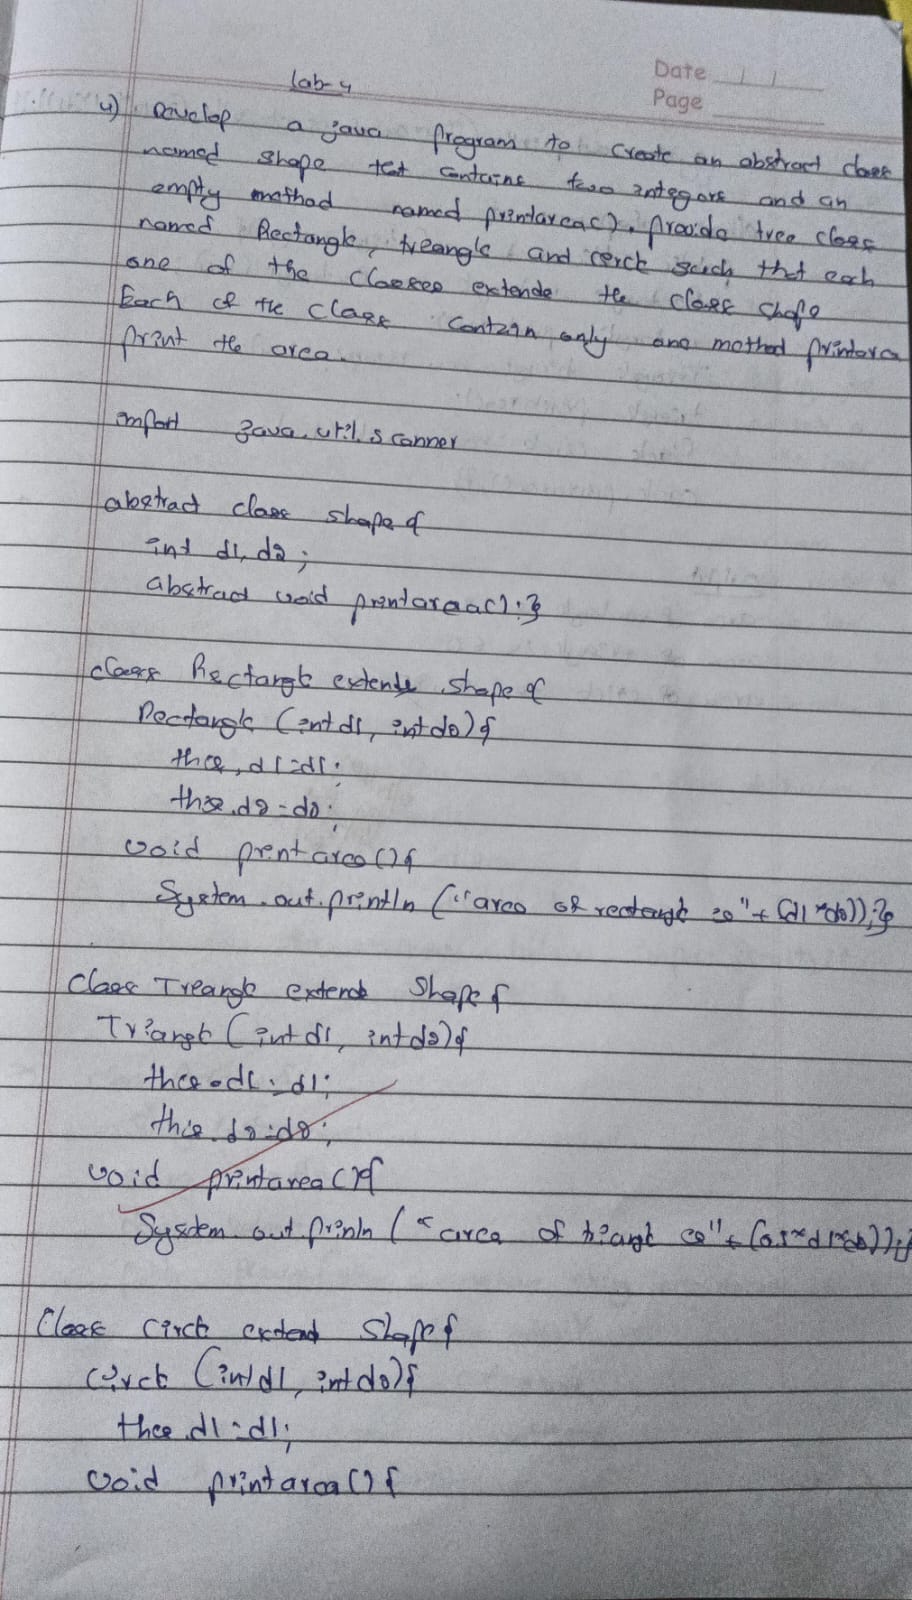 Date / /
Page
Lab-4
4) Develop a java program to create an abstract class
named shape that contains two integers and an
empty method named printarea(). provide tree class
named Rectangle, treangle and cercle such that each
one of the classes extends the class shape
Each of the class contain only one method printarea
print the area.
import java.util.scanner
abstract class shape {
int d1, d2;
abstract void printarea();}
class Rectangle extends shape {
Rectangle (int d1, int d2) {
this.d1=d1;
this.d2=d2;
void printarea(){
System.out.println ("area of rectangle is"+ (d1*d2));}
class Treangle extends Shape {
Triangle (int d1, int d2) {
this.d1=d1;
this.d2=d2;
void printarea(){
System.out.prinln ("area of triangle is"+ (0.5*d1*d2));}
Class circle extend Shape {
circle (int d1, int d2) {
this.d1=d1;
void printarea() {